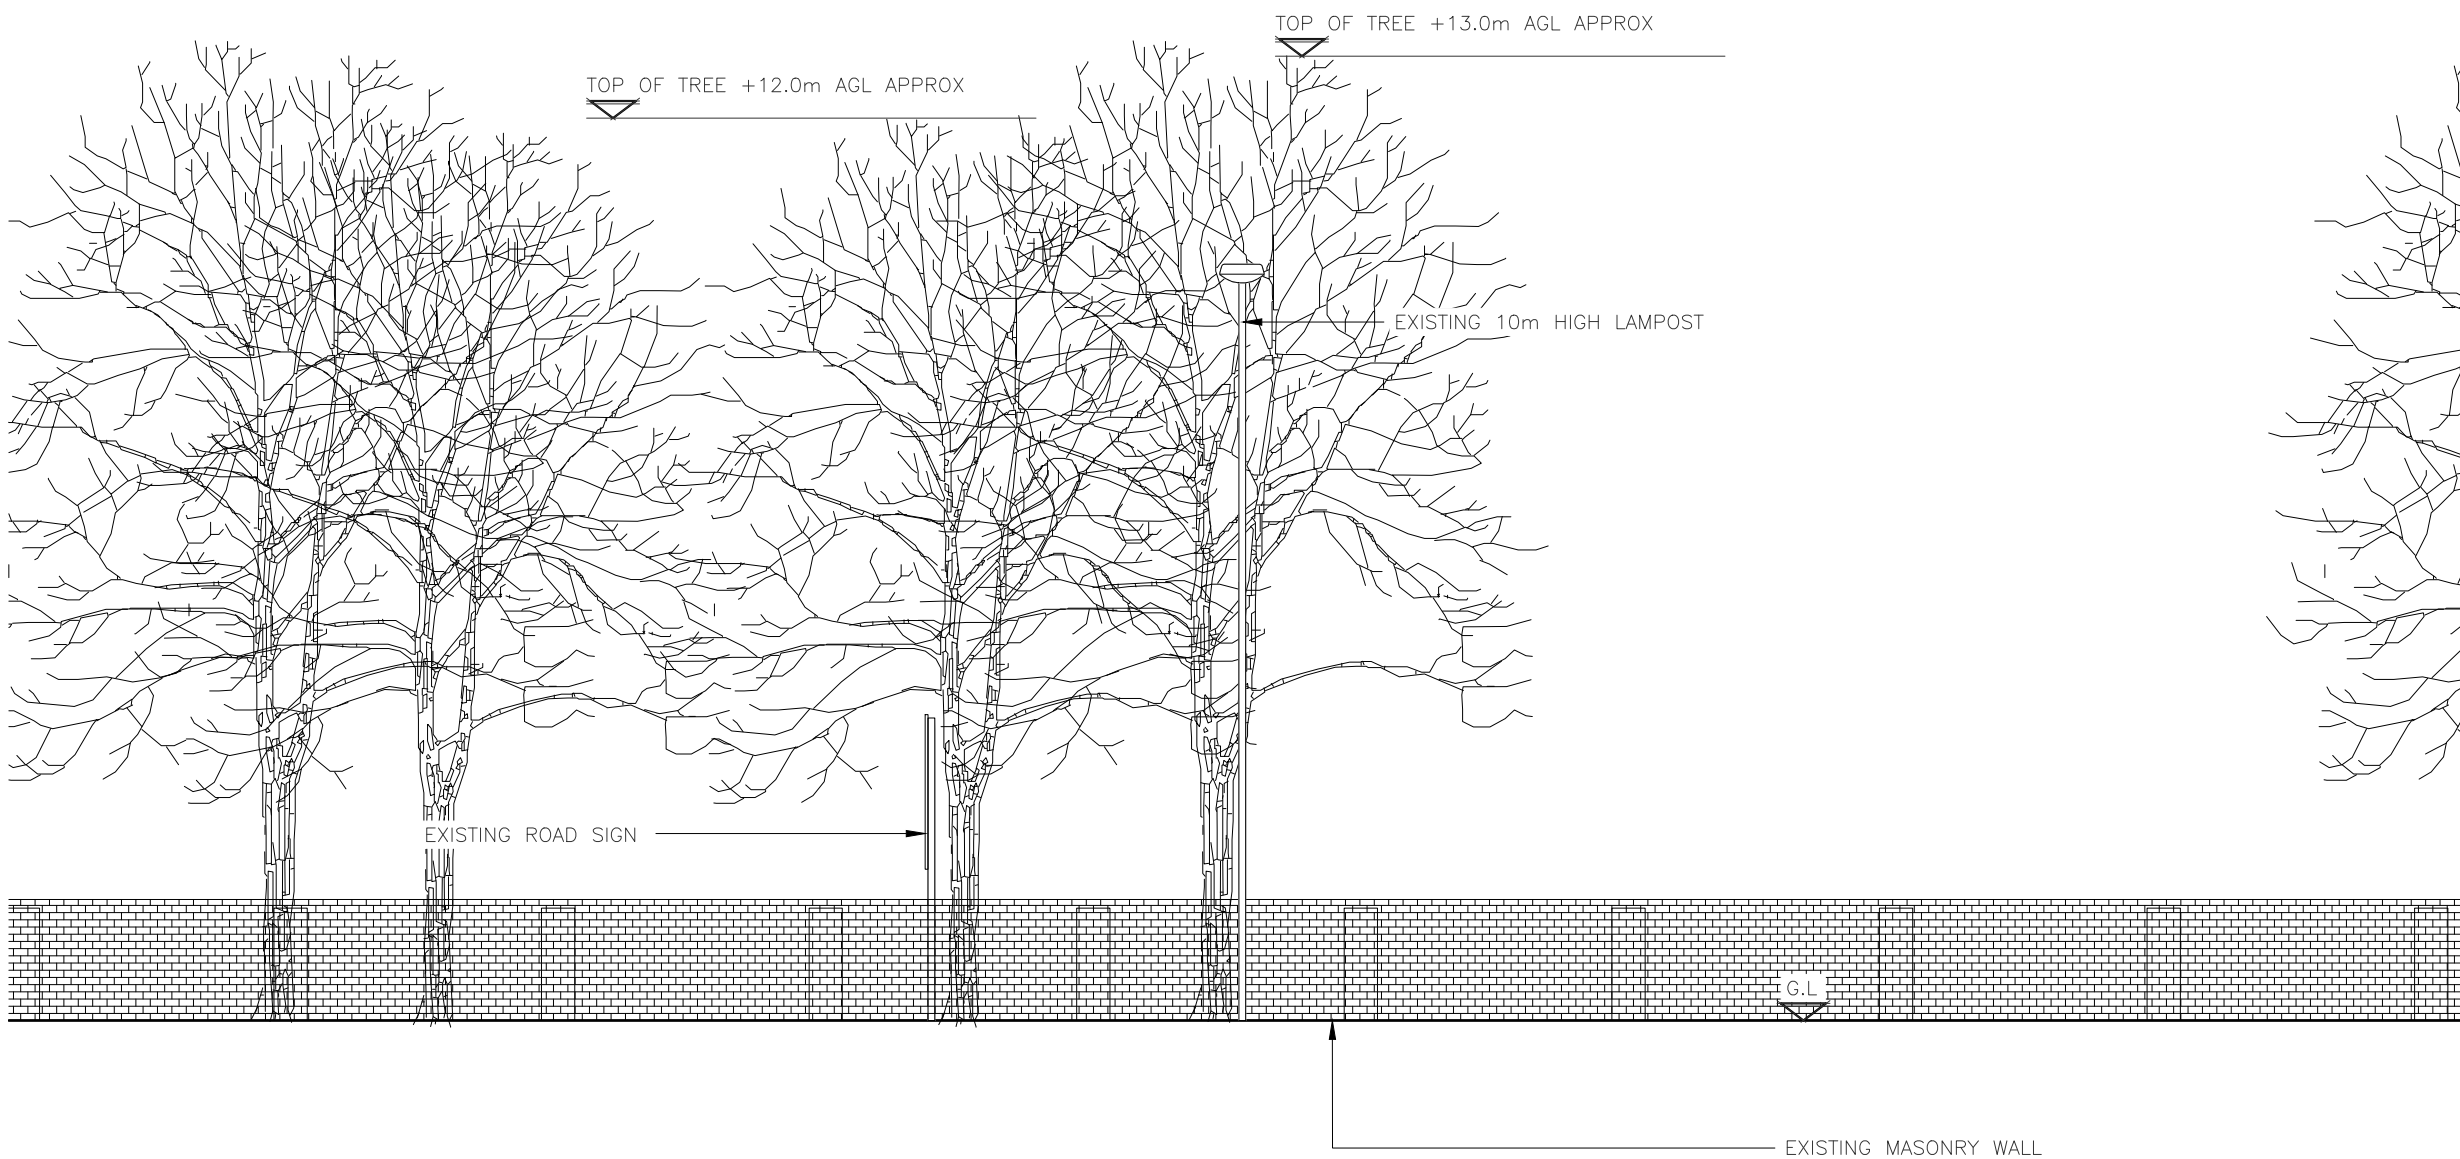 TOP OF TREE +13.0m AGL APPROX
TOP OF TREE +12.0m AGL APPROX
EXISTING 10m HIGH LAMPOST
EXISTING ROAD SIGN
G.L
EXISTING MASONRY WALL